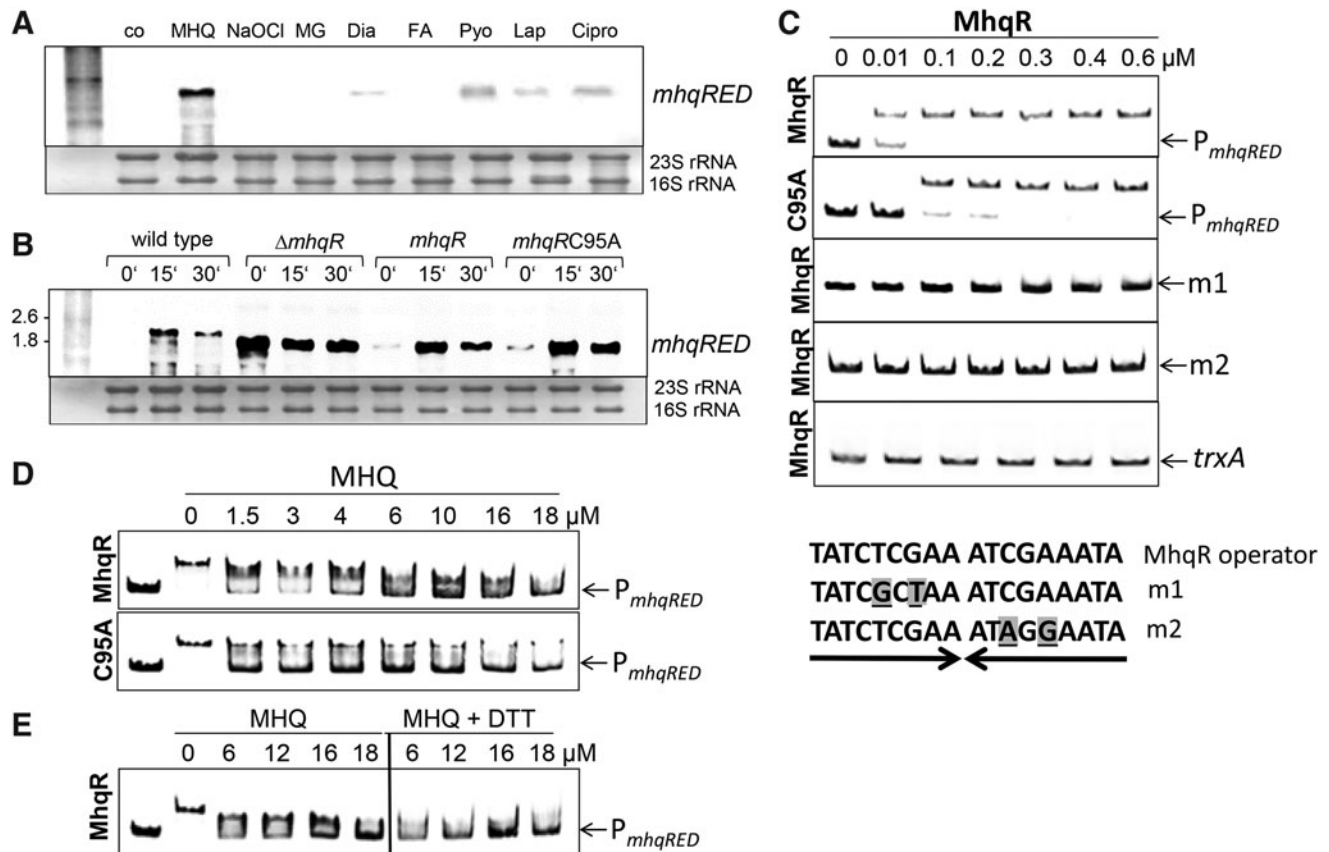 A
co MHQ NaOCl MG Dia FA Pyo Lap Cipro
mhqRED
23S rRNA
16S rRNA
B
wild type ΔmhqR mhqR mhqRC95A
0‘ 15‘ 30‘ 0‘ 15‘ 30‘ 0‘ 15‘ 30‘ 0‘ 15‘ 30‘
2.6
1.8
mhqRED
23S rRNA
16S rRNA
C
MhqR
0 0.01 0.1 0.2 0.3 0.4 0.6 µM
MhqR
PmhqRED
C95A
PmhqRED
MhqR
m1
MhqR
m2
MhqR
trxA
TATCTCGAA ATCGAAATA MhqR operator
TATCGCTAA ATCGAAATA m1
TATCTCGAA ATAGGAATA m2
D
MHQ
0 1.5 3 4 6 10 16 18 µM
MhqR
PmhqRED
C95A
PmhqRED
E
MHQ MHQ + DTT
0 6 12 16 18 6 12 16 18 µM
MhqR
PmhqRED